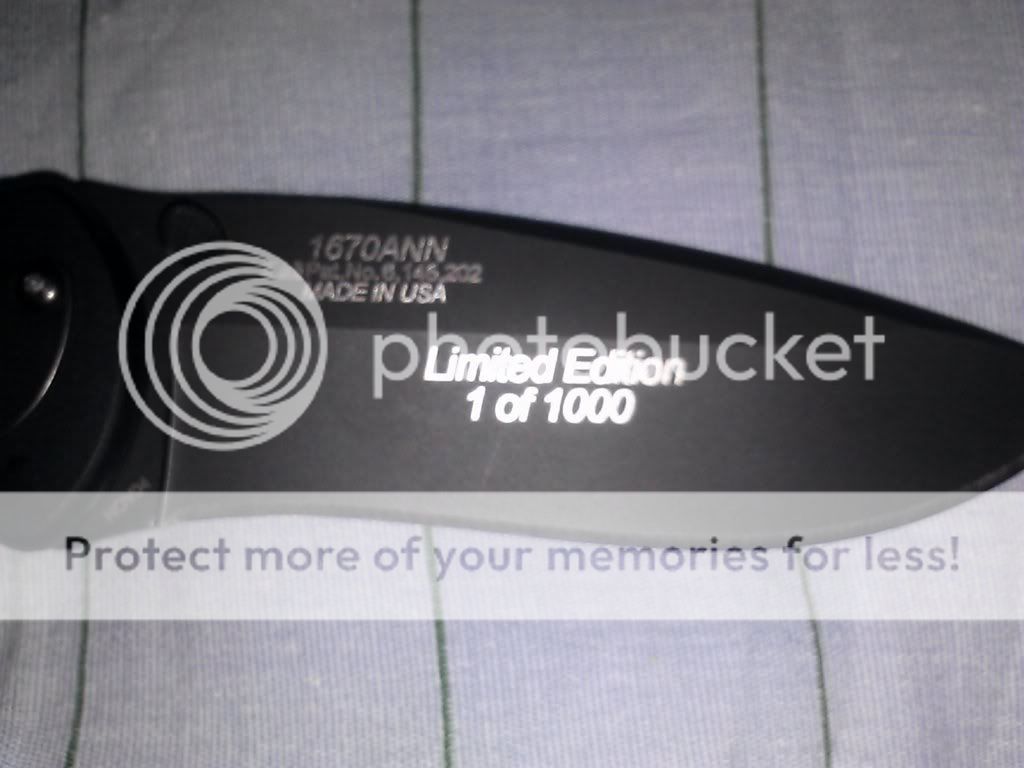 1670ANN
Pat.No.6,145,202
MADE IN USA
photobucket
Limited Edition
1 of 1000
Protect more of your memories for less!